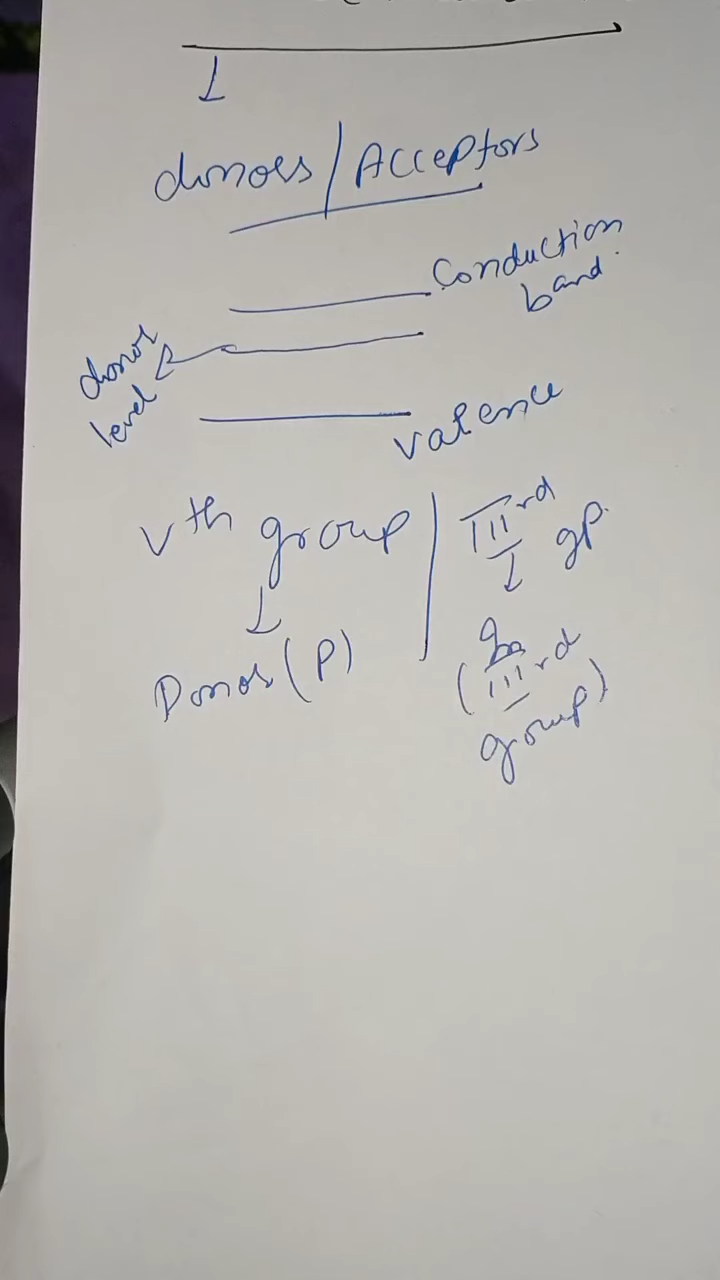 donors / Acceptors
Conduction
band.
donor
level
valence
Vth group / IIIrd gp.
Donor (P)
(IIIrd
group)